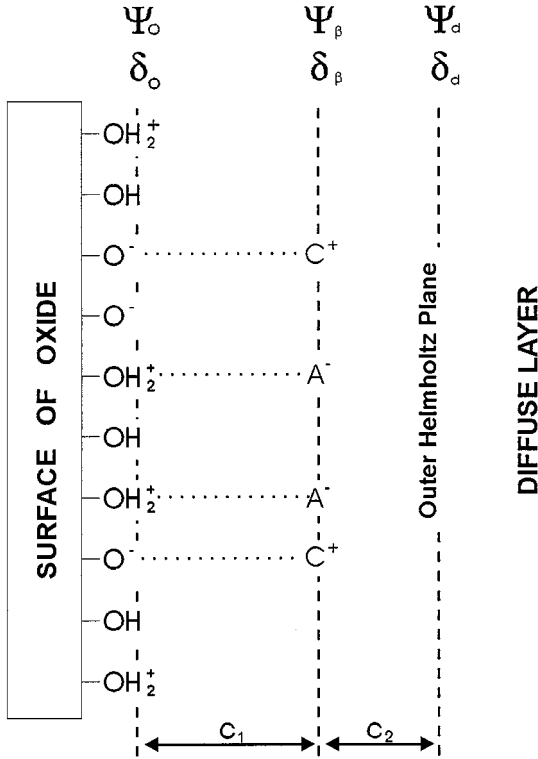 Ψₒ Ψᵦ Ψd
δₒ δᵦ δd
SURFACE OF OXIDE
OH₂⁺
OH
O⁻ C⁺
O⁻
OH₂⁺ A⁻
OH
OH₂⁺ A⁻
O⁻ C⁺
OH
OH₂⁺
Outer Helmholtz Plane
DIFFUSE LAYER
C₁ C₂